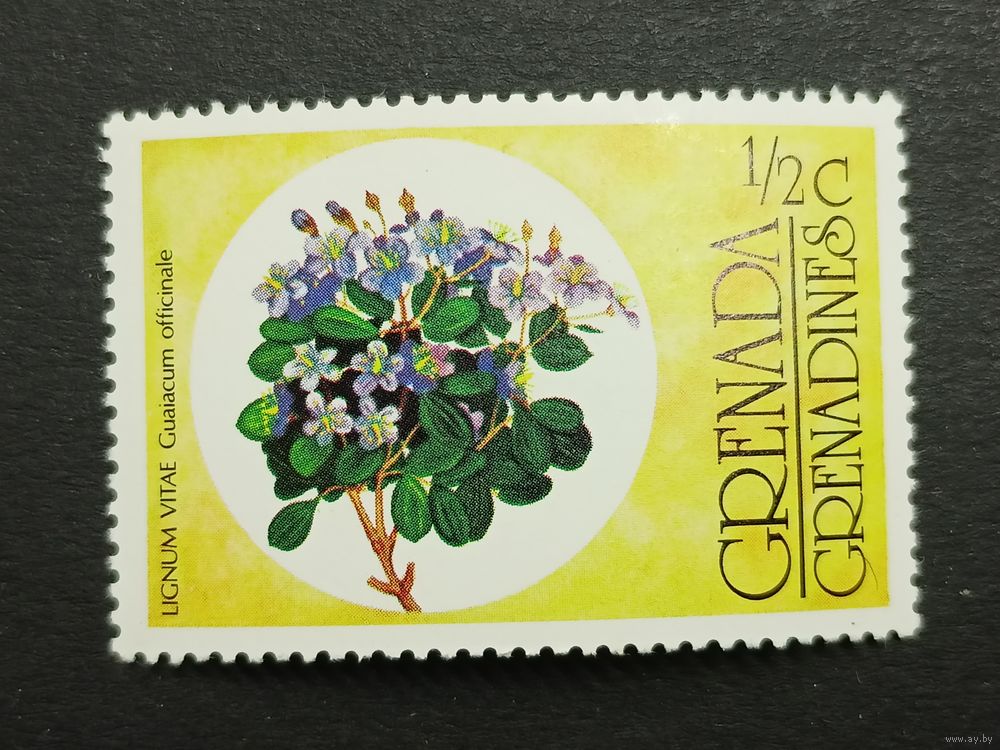 1/2C
GRENADA
GRENADINES
LIGNUM VITAE Guaiacum officinale
www.ay.by